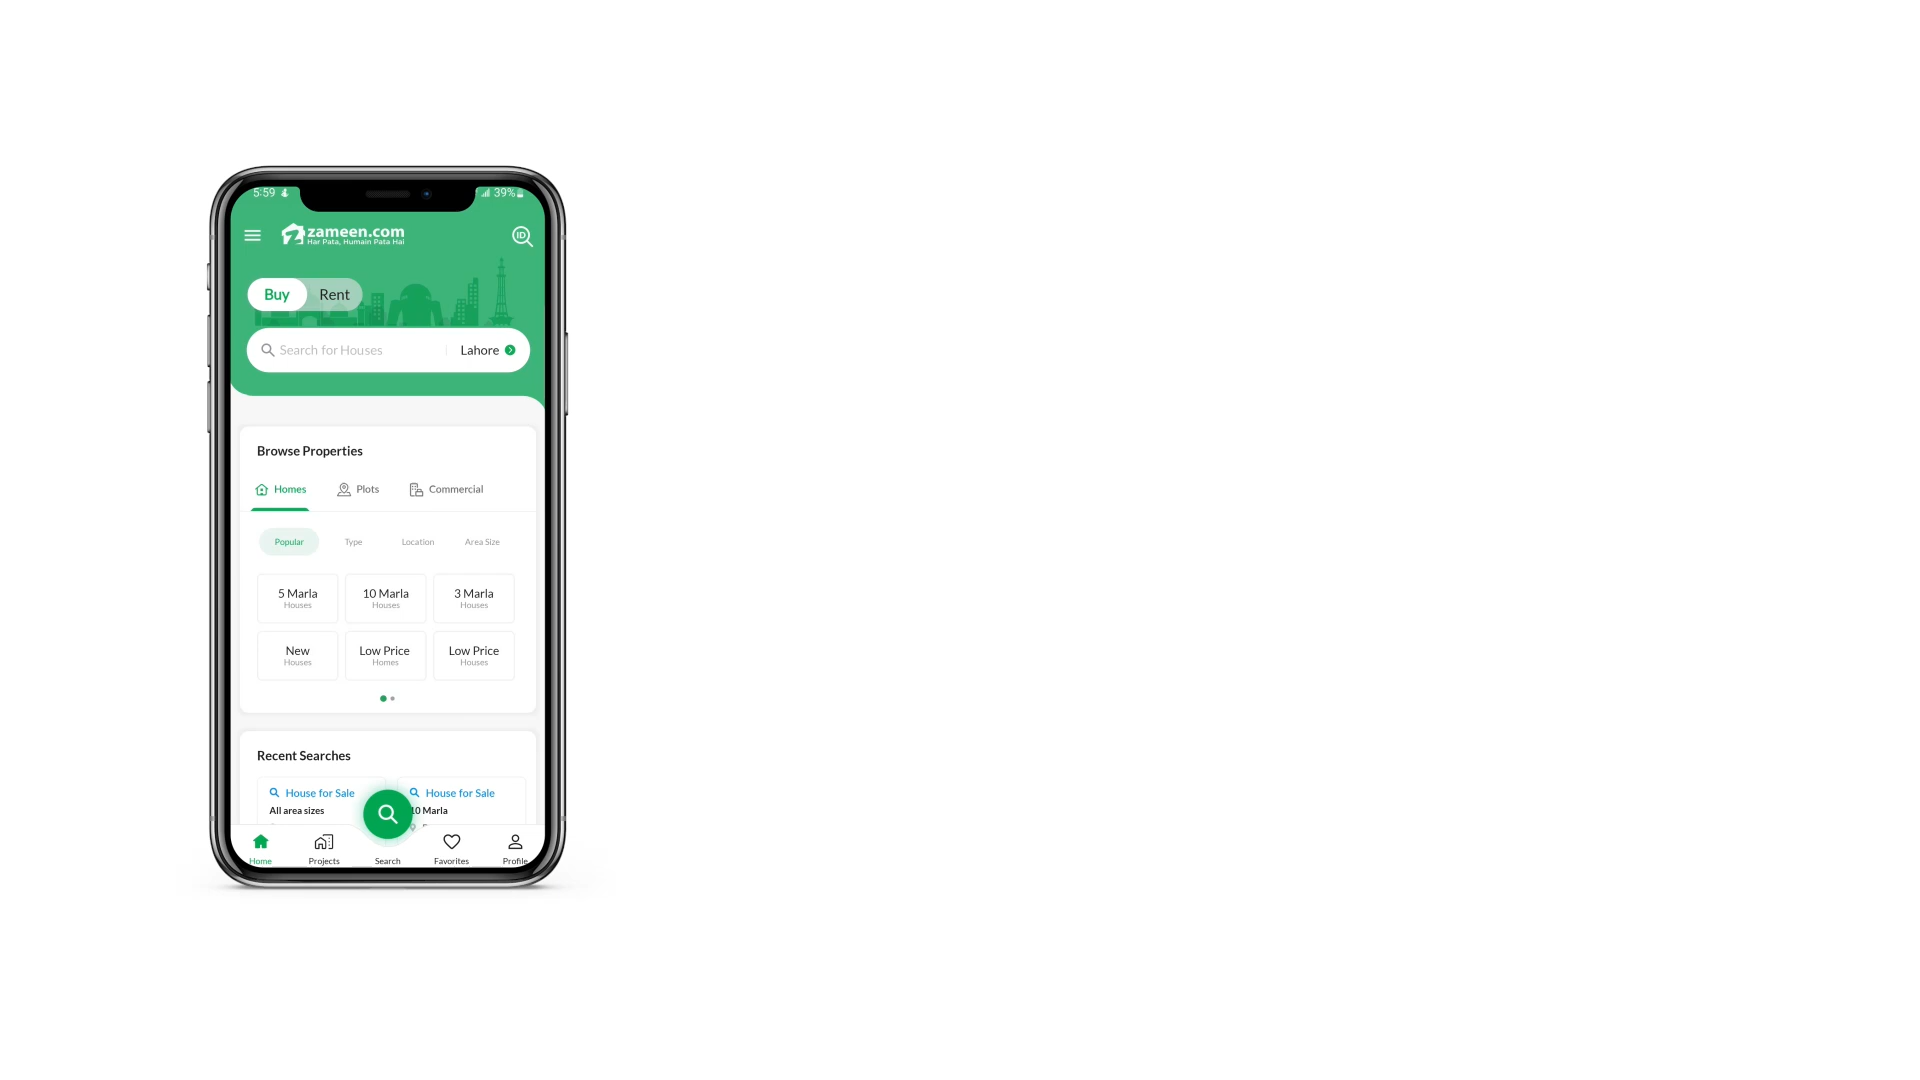 5:59
39%
zameen.com
Har Pata, Humain Pata Hai
ID
Buy Rent
Search for Houses Lahore
Browse Properties
Homes Plots Commercial
Popular Type Location Area Size
5 Marla 10 Marla 3 Marla
Houses Houses Houses
New Low Price Low Price
Houses Homes Houses
Recent Searches
House for Sale House for Sale
All area sizes 10 Marla
Home Projects Search Favorites Profile